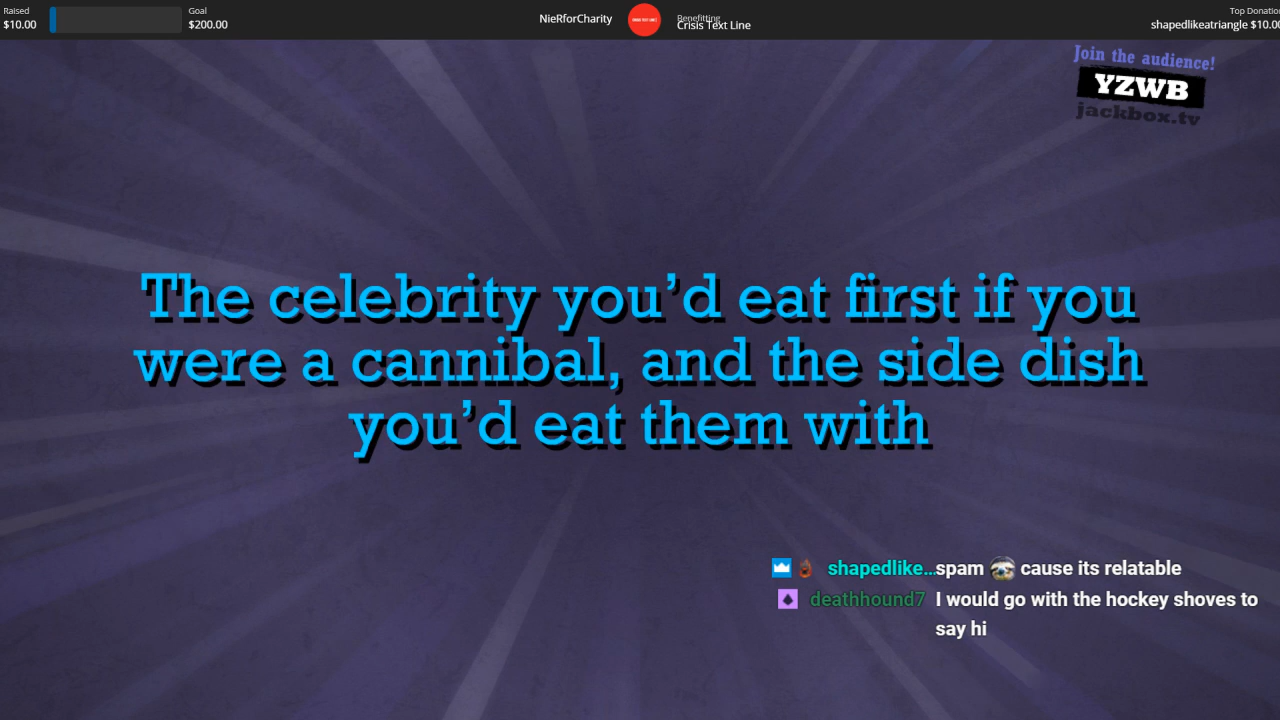 Raised
$10.00
Goal
$200.00
NieRforCharity
Benefitting
Crisis Text Line
Top Donatio
shapedlikeatriangle $10.00
Join the audience!
YZWB
jackbox.tv
The celebrity you’d eat first if you
were a cannibal, and the side dish
you’d eat them with
shapedlike...spam cause its relatable
deathhound7 I would go with the hockey shoves to
say hi